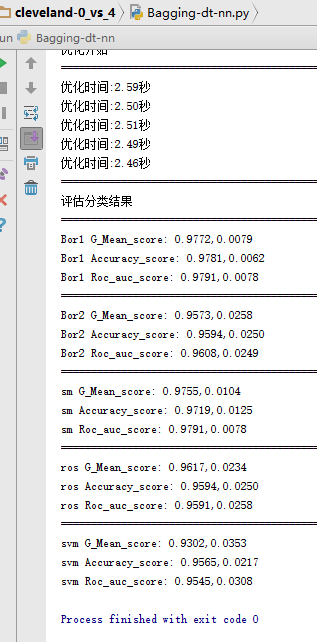 cleveland-0_vs_4 Bagging-dt-nn.py
un Bagging-dt-nn
优化开始
优化时间:2.59秒
优化时间:2.50秒
优化时间:2.51秒
优化时间:2.49秒
优化时间:2.46秒
评估分类结果
Bor1 G_Mean_score: 0.9772,0.0079
Bor1 Accuracy_score: 0.9781,0.0062
Bor1 Roc_auc_score: 0.9791,0.0078
Bor2 G_Mean_score: 0.9573,0.0258
Bor2 Accuracy_score: 0.9594,0.0250
Bor2 Roc_auc_score: 0.9608,0.0249
sm G_Mean_score: 0.9755,0.0104
sm Accuracy_score: 0.9719,0.0125
sm Roc_auc_score: 0.9791,0.0078
ros G_Mean_score: 0.9617,0.0234
ros Accuracy_score: 0.9594,0.0250
ros Roc_auc_score: 0.9591,0.0258
svm G_Mean_score: 0.9302,0.0353
svm Accuracy_score: 0.9565,0.0217
svm Roc_auc_score: 0.9545,0.0308
Process finished with exit code 0